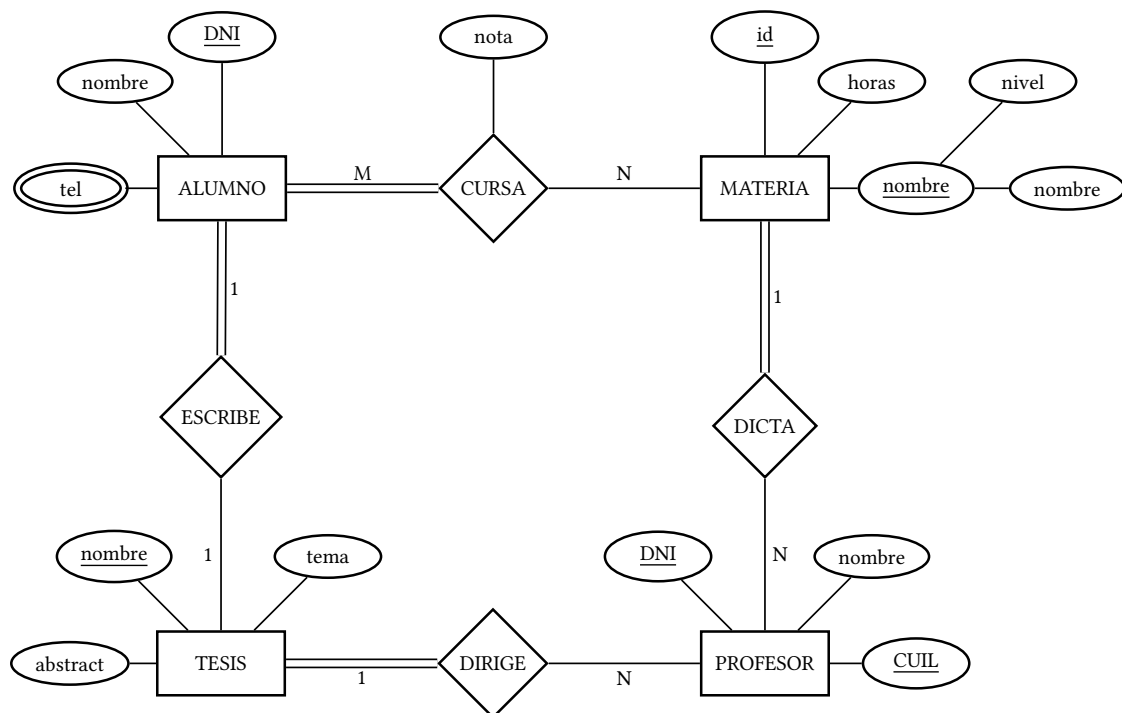 DNI
nota
id
nombre
horas
nivel
tel
ALUMNO
M
CURSA
N
MATERIA
nombre
nombre
1
1
ESCRIBE
DICTA
nombre
1
tema
DNI
N
nombre
abstract
TESIS
1
DIRIGE
N
PROFESOR
CUIL